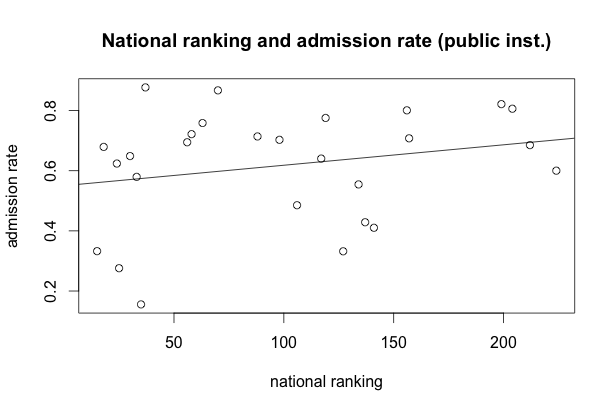 National ranking and admission rate (public inst.)
admission rate
0.8
0.6
0.4
0.2
50 100 150 200
national ranking